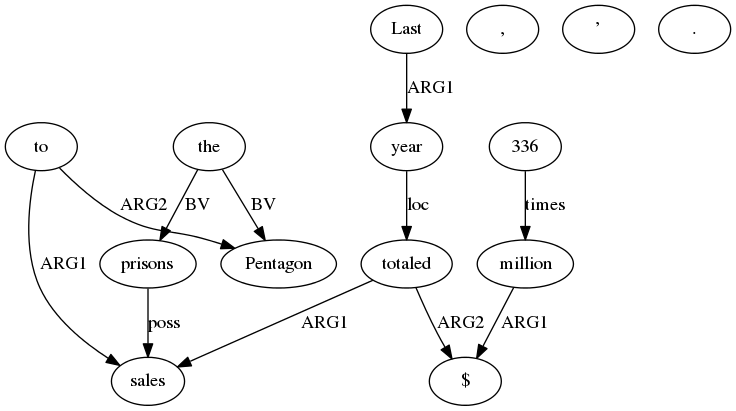 Last , ’ .
ARG1
to the year 336
ARG2 BV BV loc times
prisons Pentagon totaled million
ARG1
poss ARG1 ARG2 ARG1
sales $